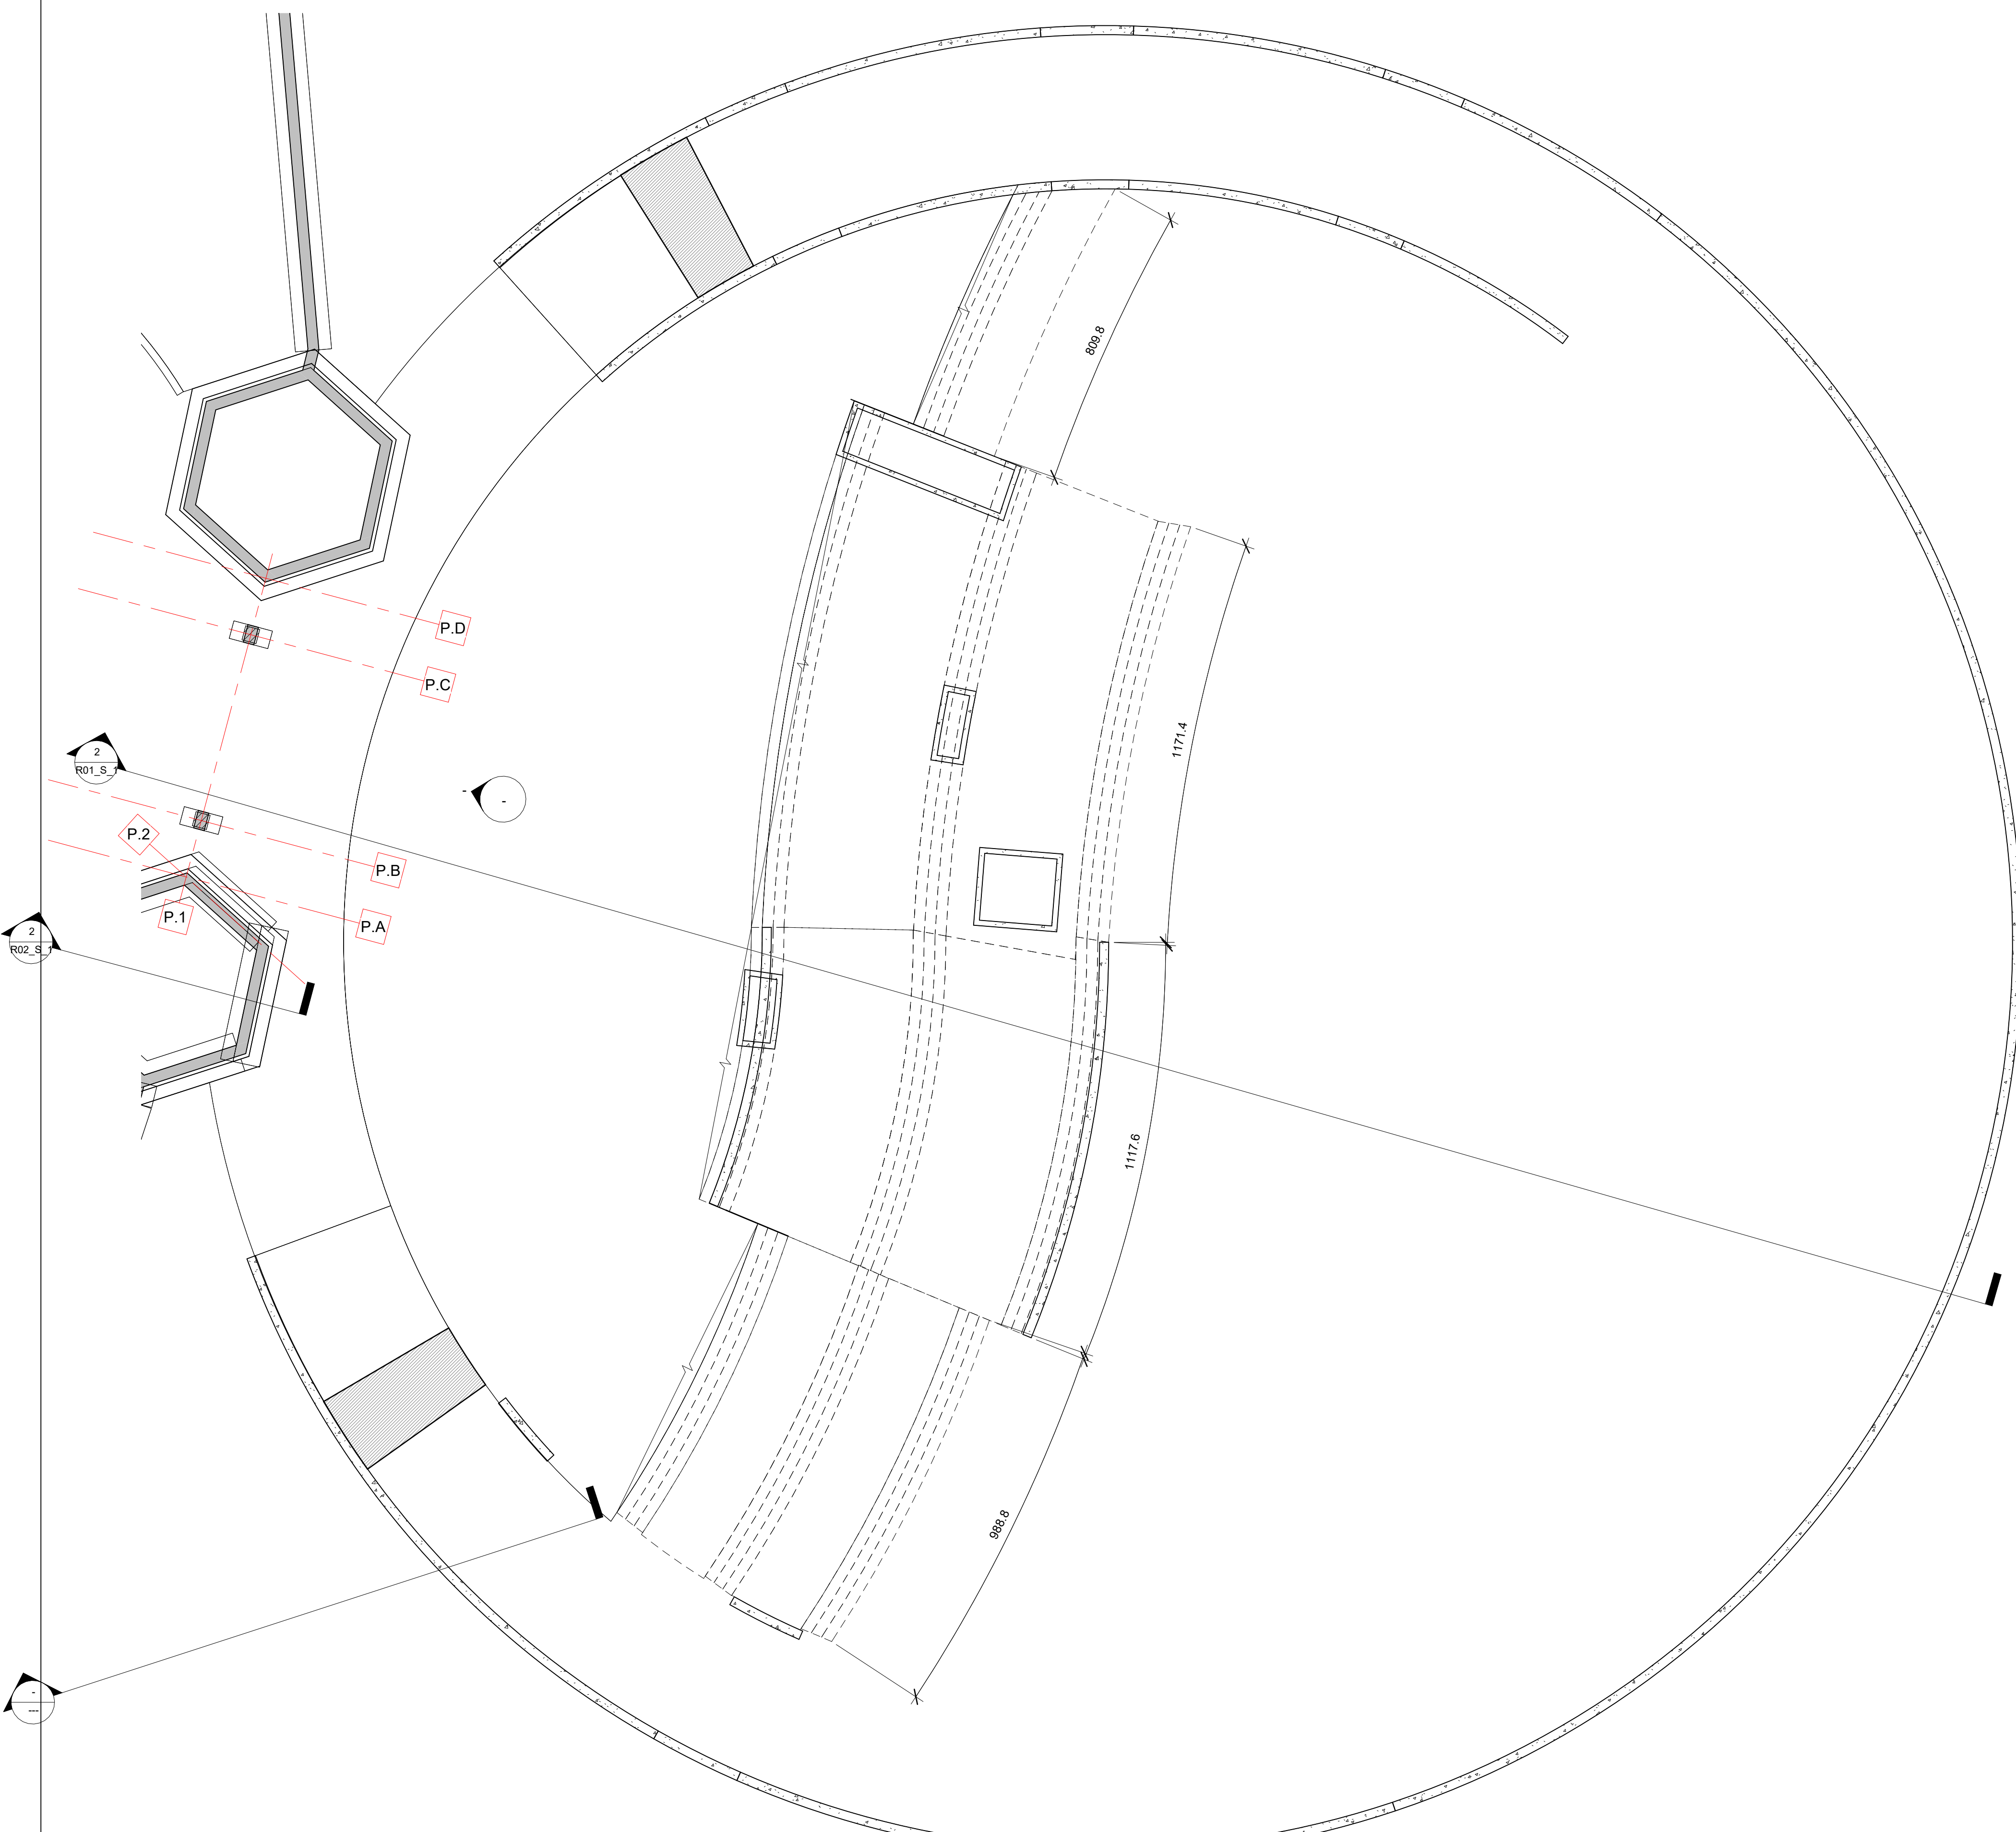 809.8
P.D
P.C
1171.4
2
R01_S_1
-
-
P.2
P.B
P.1
P.A
2
R02_S_1
1117.6
988.8
-
---